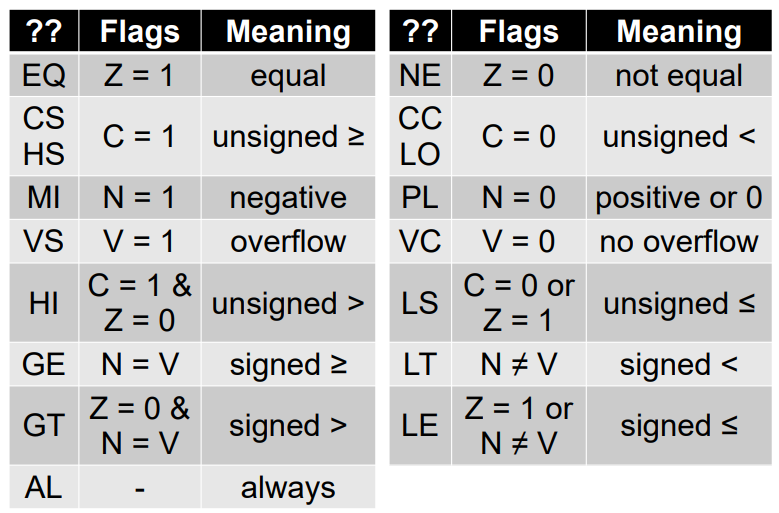 ?? Flags Meaning
EQ Z = 1 equal
CS
HS C = 1 unsigned ≥
MI N = 1 negative
VS V = 1 overflow
HI C = 1 &
Z = 0 unsigned >
GE N = V signed ≥
GT Z = 0 &
N = V signed >
AL - always
?? Flags Meaning
NE Z = 0 not equal
CC
LO C = 0 unsigned <
PL N = 0 positive or 0
VC V = 0 no overflow
LS C = 0 or
Z = 1 unsigned ≤
LT N ≠ V signed <
LE Z = 1 or
N ≠ V signed ≤